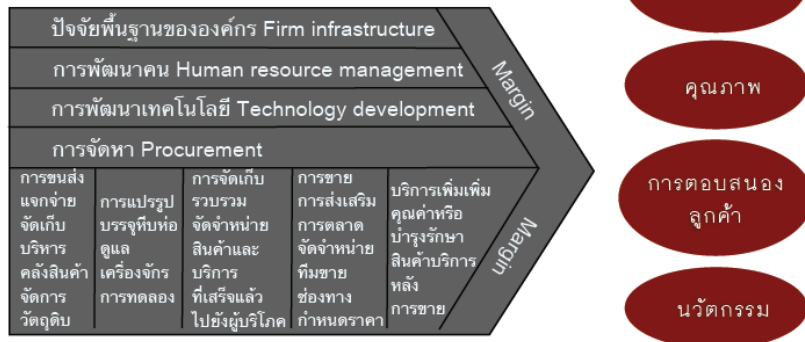 ปัจจัยพื้นฐานขององค์กร Firm infrastructure
การพัฒนาคน Human resource management
การพัฒนาเทคโนโลยี Technology development
การจัดหา Procurement
Margin
Margin
การขนส่ง
แจกจ่าย
จัดเก็บ
บริหาร
คลังสินค้า
จัดการ
วัตถุดิบ
การแปรรูป
บรรจุหีบห่อ
ดูแล
เครื่องจักร
การทดลอง
การจัดเก็บ
รวบรวม
จัดจำหน่าย
สินค้าและ
บริการ
ที่เสร็จแล้ว
ไปยังผู้บริโภค
การขาย
การส่งเสริม
การตลาด
จัดจำหน่าย
ทีมขาย
ช่องทาง
กำหนดราคา
บริการเพิ่มเพิ่ม
คุณค่าหรือ
บำรุงรักษา
สินค้าบริการ
หลัง
การขาย
คุณภาพ
การตอบสนอง
ลูกค้า
นวัตกรรม